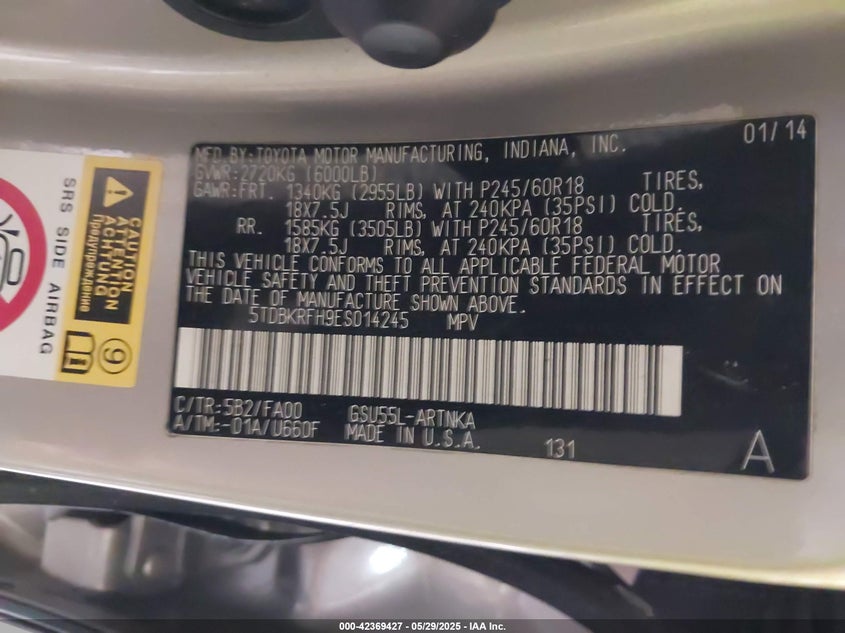 01/14
MFD.BY:TOYOTA MOTOR MANUFACTURING, INDIANA, INC.
GVWR:2720KG (6000LB)
GAWR:FRT. 1340KG (2955LB) WITH P245/60R18 TIRES,
18X7.5J RIMS, AT 240KPA (35PSI) COLD.
RR. 1585KG (3505LB) WITH P245/60R18 TIRES,
18X7.5J RIMS, AT 240KPA (35PSI) COLD.
THIS VEHICLE CONFORMS TO ALL APPLICABLE FEDERAL MOTOR
VEHICLE SAFETY AND THEFT PREVENTION STANDARDS IN EFFECT ON
THE DATE OF MANUFACTURE SHOWN ABOVE.
5TDBKRFH9ES014245 MPV
C/TR:5B2/FA00 GSU55L-ARTNKA
A/TM:-01A/U660F MADE IN U.S.A.
131
A
SRS SIDE AIRBAG
CAUTION
ATTENTION
ACHTUNG
Предупреждение
9
000-42369427 - 05/29/2025 - IAA Inc.